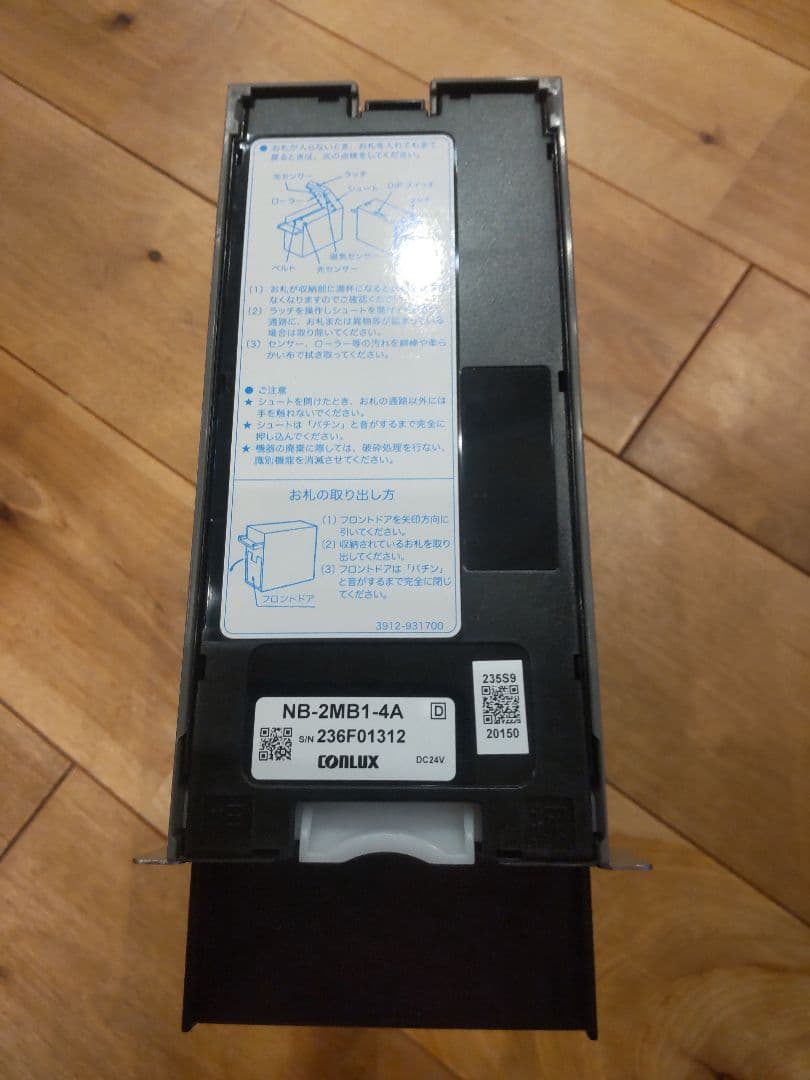 ● お札が入らないとき、お札を入れても全て
戻るときは、次の点検をしてください。
光センサー
ラッチ
ローラー
シュート
DIPスイッチ
磁気センサー
ベルト
光センサー
(1) お札が収納部に満杯になると
なくなりますのでご確認くだ
(2) ラッチを操作しシュートを開け
通路に、お札または異物等が詰まっている
場合は取り除いてください。
(3) センサー、ローラー等の汚れを綿棒や柔ら
かい布で拭き取ってください。
● ご注意
★ シュートを開けたとき、お札の通路以外には
手を触れないでください。
★ シュートは「パチン」と音がするまで完全に
押し込んでください。
★ 機器の廃棄に際しては、破砕処理を行ない、
識別機能を消滅させてください。
お札の取り出し方
(1) フロントドアを矢印方向に
引いてください。
(2) 収納されているお札を取り
出してください。
(3) フロントドアは「パチン」
と音がするまで完全に閉じ
てください。
フロントドア
3912-931700
235S9
20150
NB-2MB1-4A D
S/N 236F01312
CONLUX DC24V